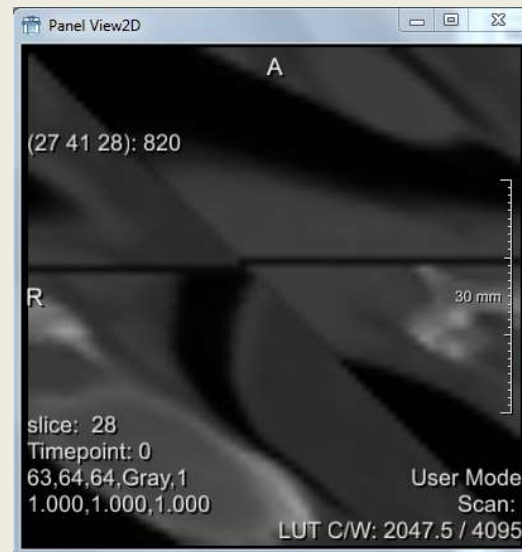 Panel View2D
A
(27 41 28): 820
R
30 mm
slice: 28
Timepoint: 0
63,64,64,Gray,1
1.000,1.000,1.000
User Mode
Scan:
LUT C/W: 2047.5 / 4095